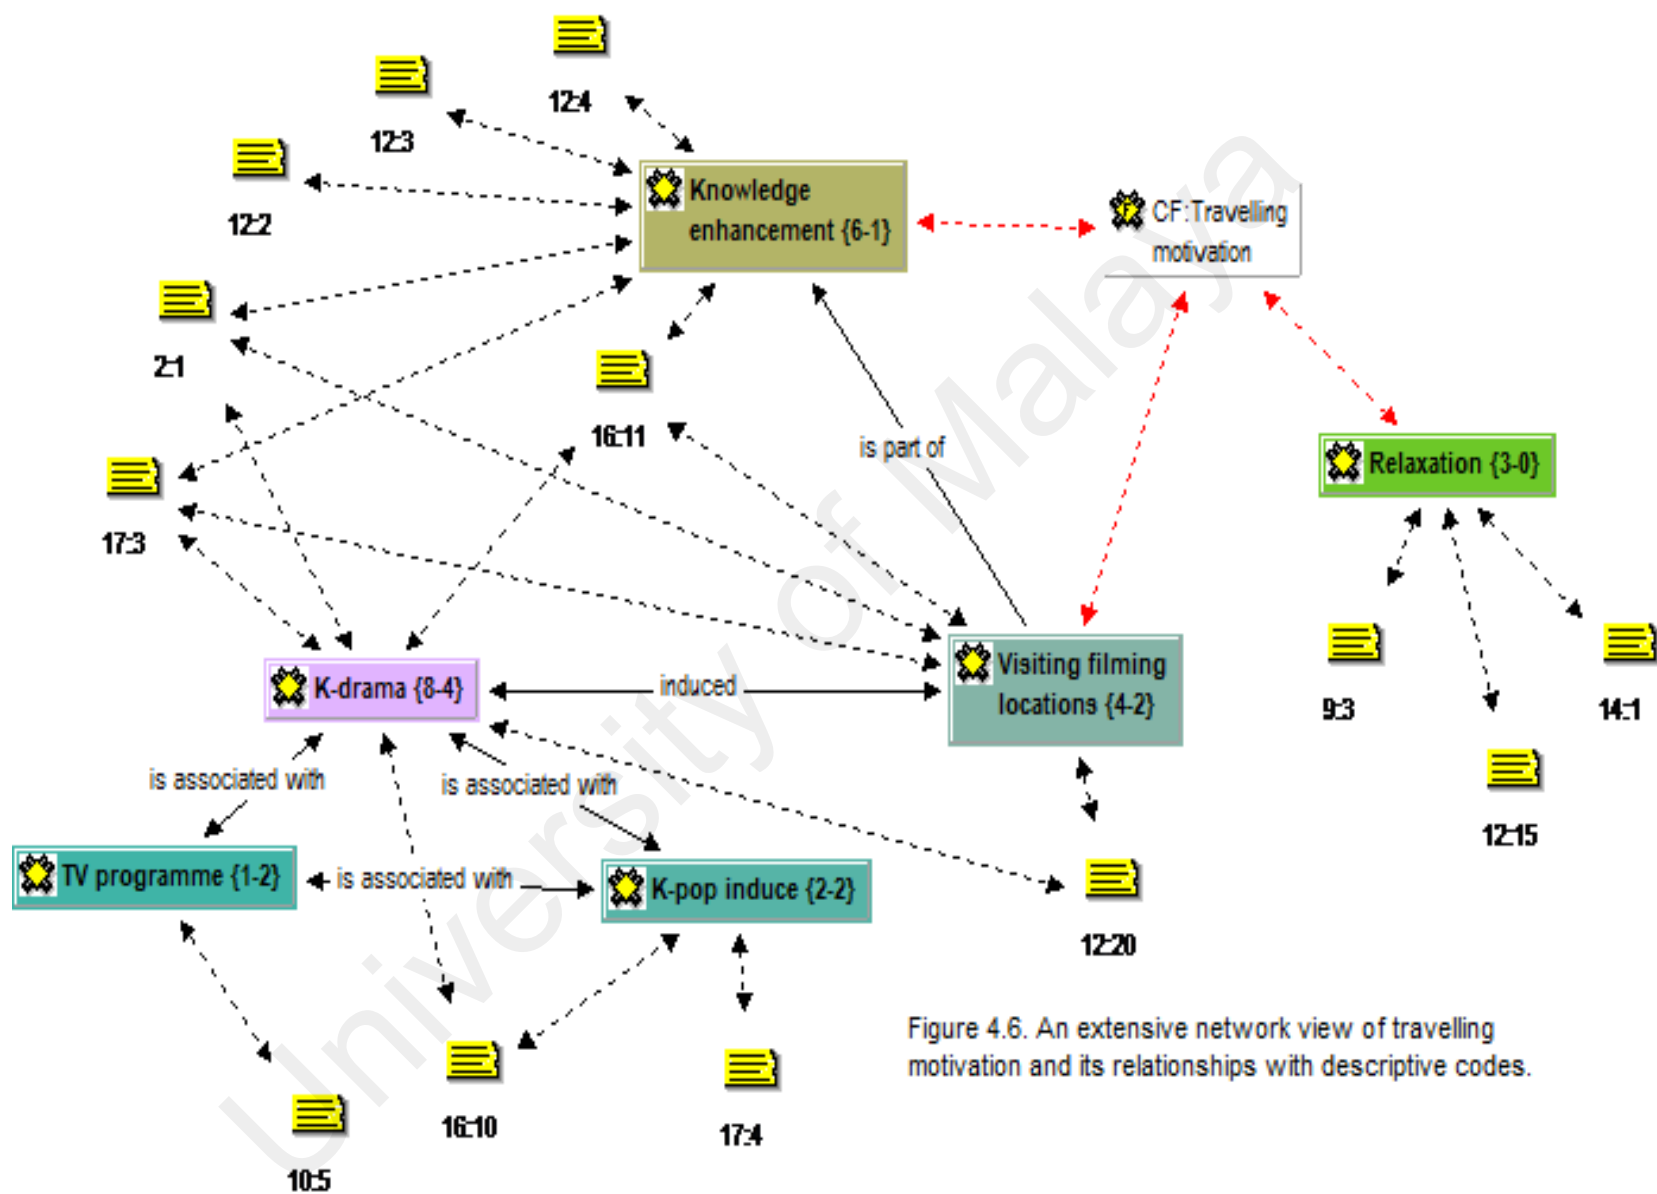 12:4
12:3
12:2
Knowledge
enhancement {6-1}
CF:Travelling
motivation
2:1
16:11
is part of
Relaxation {3-0}
17:3
9:3
14:1
12:15
K-drama {8-4}
induced
Visiting filming
locations {4-2}
is associated with
is associated with
TV programme {1-2}
is associated with
K-pop induce {2-2}
12:20
Figure 4.6. An extensive network view of travelling
motivation and its relationships with descriptive codes.
16:10
17:4
10:5
University of Malaya